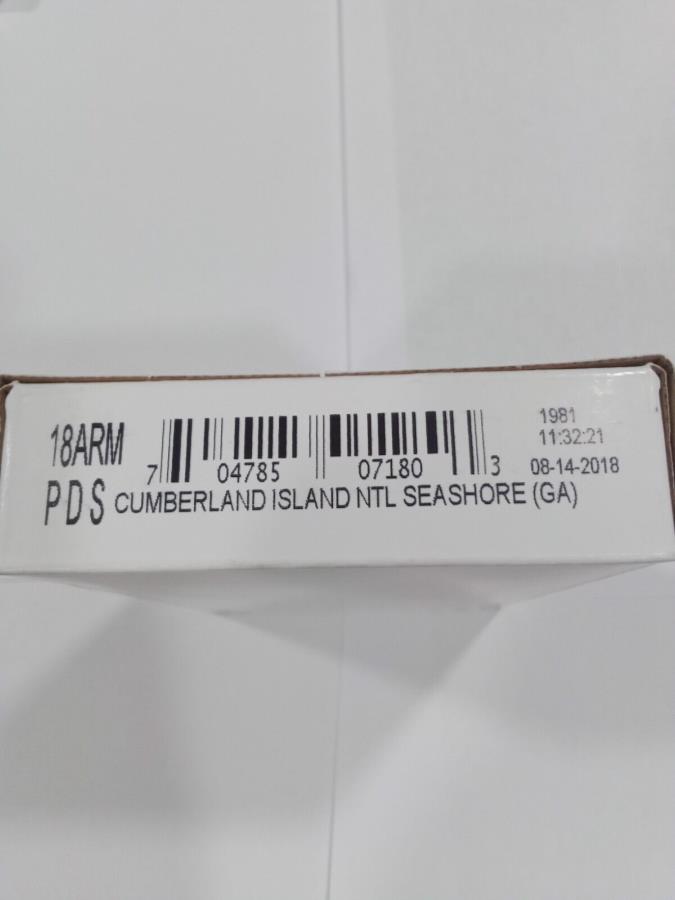 18ARM
7 04785 07180 3
PDS CUMBERLAND ISLAND NTL SEASHORE (GA)
1981
11:32:21
08-14-2018